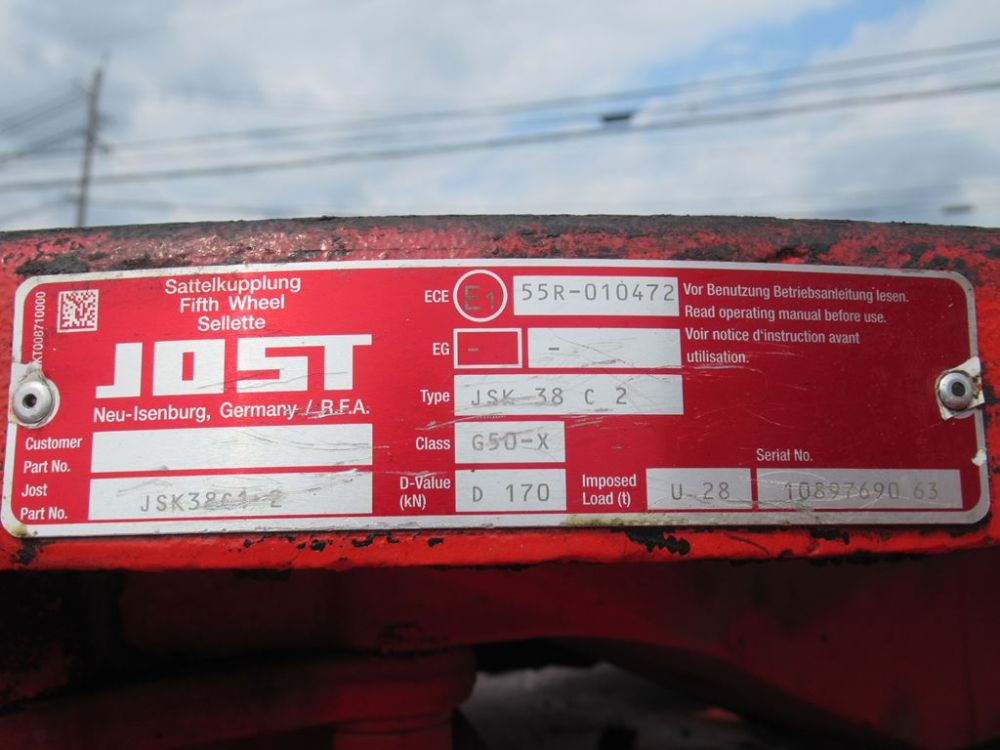 Sattelkupplung
Fifth Wheel
Sellette
JOST
Neu-Isenburg, Germany / R.F.A.
KT008710000
Customer
Part No.
Jost
Part No. JSK38C1-2
ECE E1 55R-010472
EG - -
Type JSK 38 C 2
Class G50-X
D-Value
(kN) D 170
Imposed
Load (t) U 28
Serial No.
10897690 63
Vor Benutzung Betriebsanleitung lesen.
Read operating manual before use.
Voir notice d'instruction avant
utilisation.